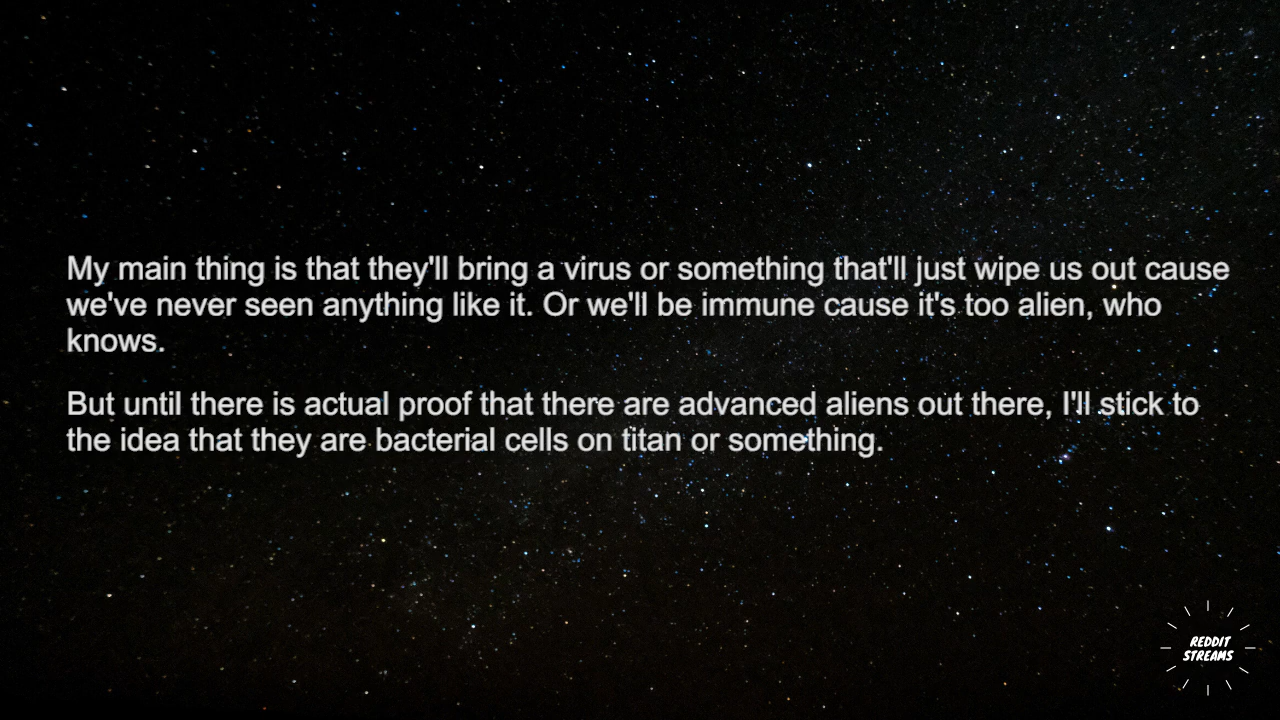 My main thing is that they'll bring a virus or something that'll just wipe us out cause
we've never seen anything like it. Or we'll be immune cause it's too alien, who
knows.
But until there is actual proof that there are advanced aliens out there, I'll stick to
the idea that they are bacterial cells on titan or something.
REDDIT
STREAMS